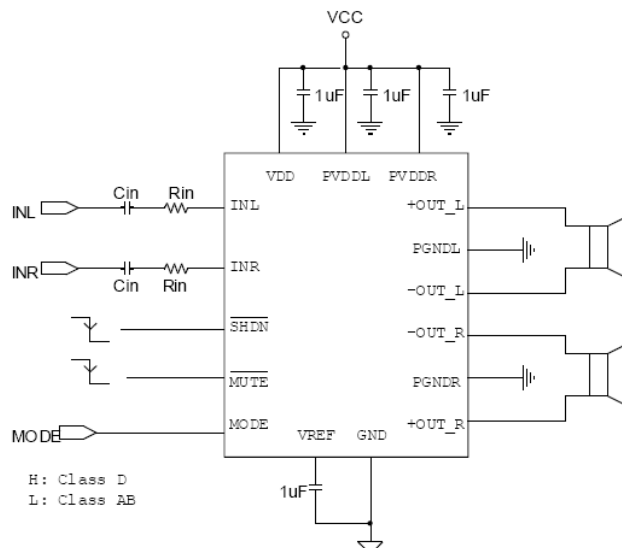 VCC
1uF 1uF 1uF
VDD PVDDL PVDDR
Cin Rin
INL INL +OUT_L
PGNDL
INR INR
Cin Rin
-OUT_L
SHDN -OUT_R
MUTE PGNDR
MODE MODE +OUT_R
VREF GND
H: Class D
L: Class AB
1uF